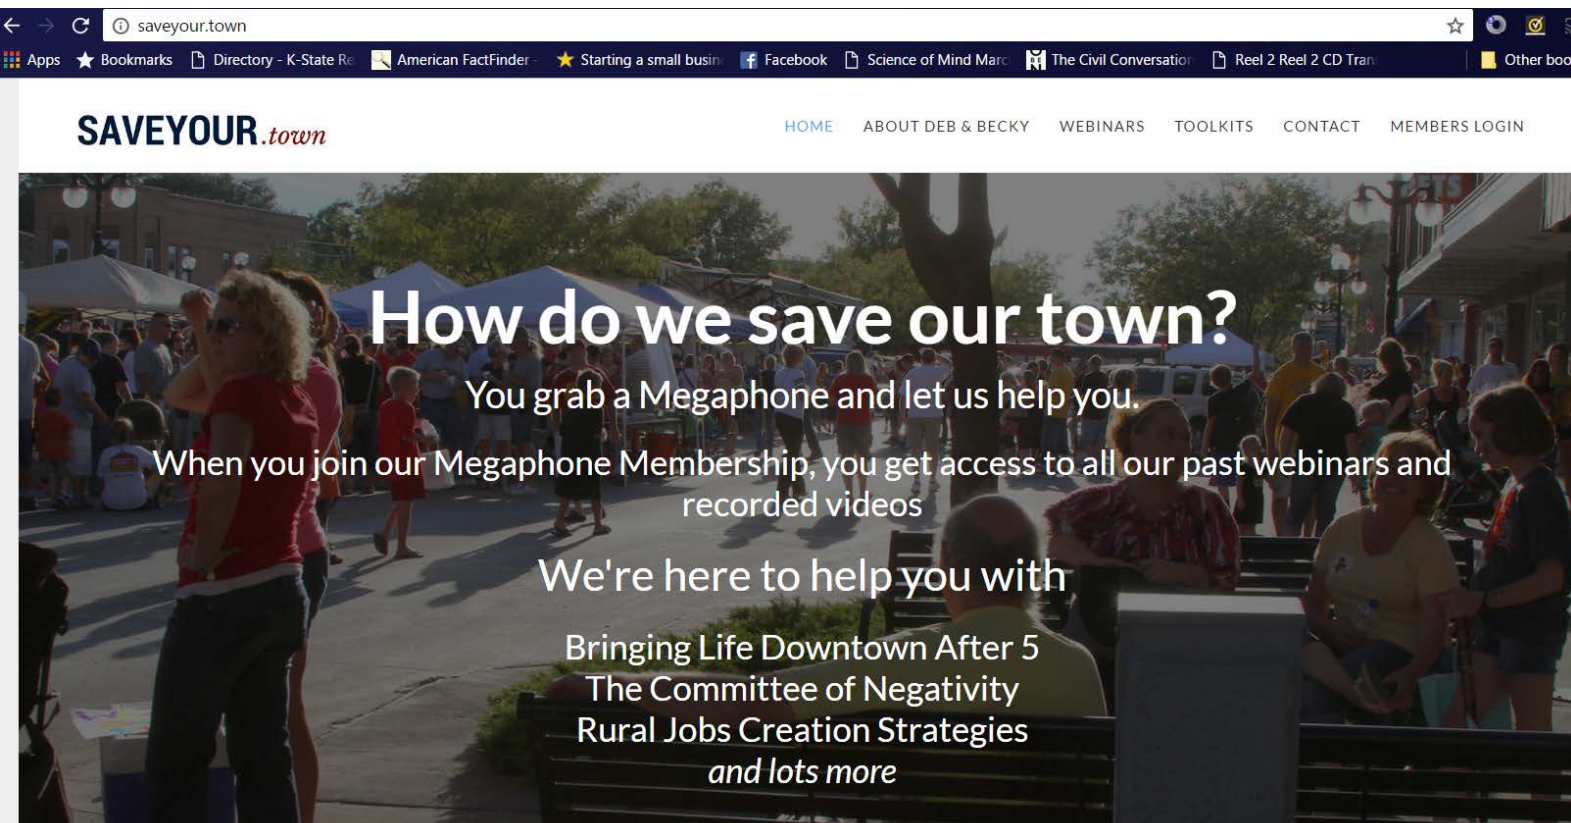 saveyour.town
Apps Bookmarks Directory - K-State Re American FactFinder - Starting a small busin Facebook Science of Mind Marc The Civil Conversation Reel 2 Reel 2 CD Tran Other boo
SAVEYOUR.town HOME ABOUT DEB & BECKY WEBINARS TOOLKITS CONTACT MEMBERS LOGIN
How do we save our town?
You grab a Megaphone and let us help you.
When you join our Megaphone Membership, you get access to all our past webinars and
recorded videos
We're here to help you with
Bringing Life Downtown After 5
The Committee of Negativity
Rural Jobs Creation Strategies
and lots more